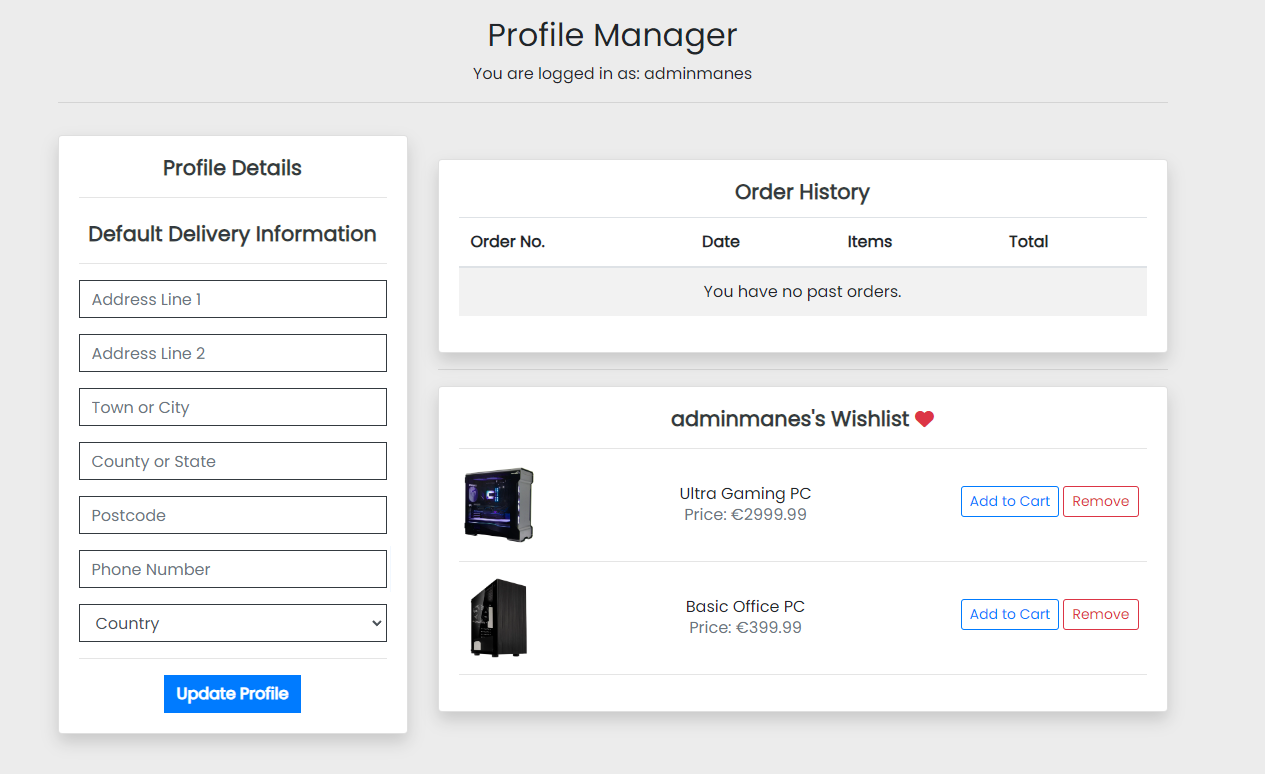 Profile Manager
You are logged in as: adminmanes
Profile Details
Default Delivery Information
Address Line 1
Address Line 2
Town or City
County or State
Postcode
Phone Number
Country
Update Profile
Order History
Order No. Date Items Total
You have no past orders.
adminmanes's Wishlist
Ultra Gaming PC
Price: €2999.99
Add to Cart Remove
Basic Office PC
Price: €399.99
Add to Cart Remove